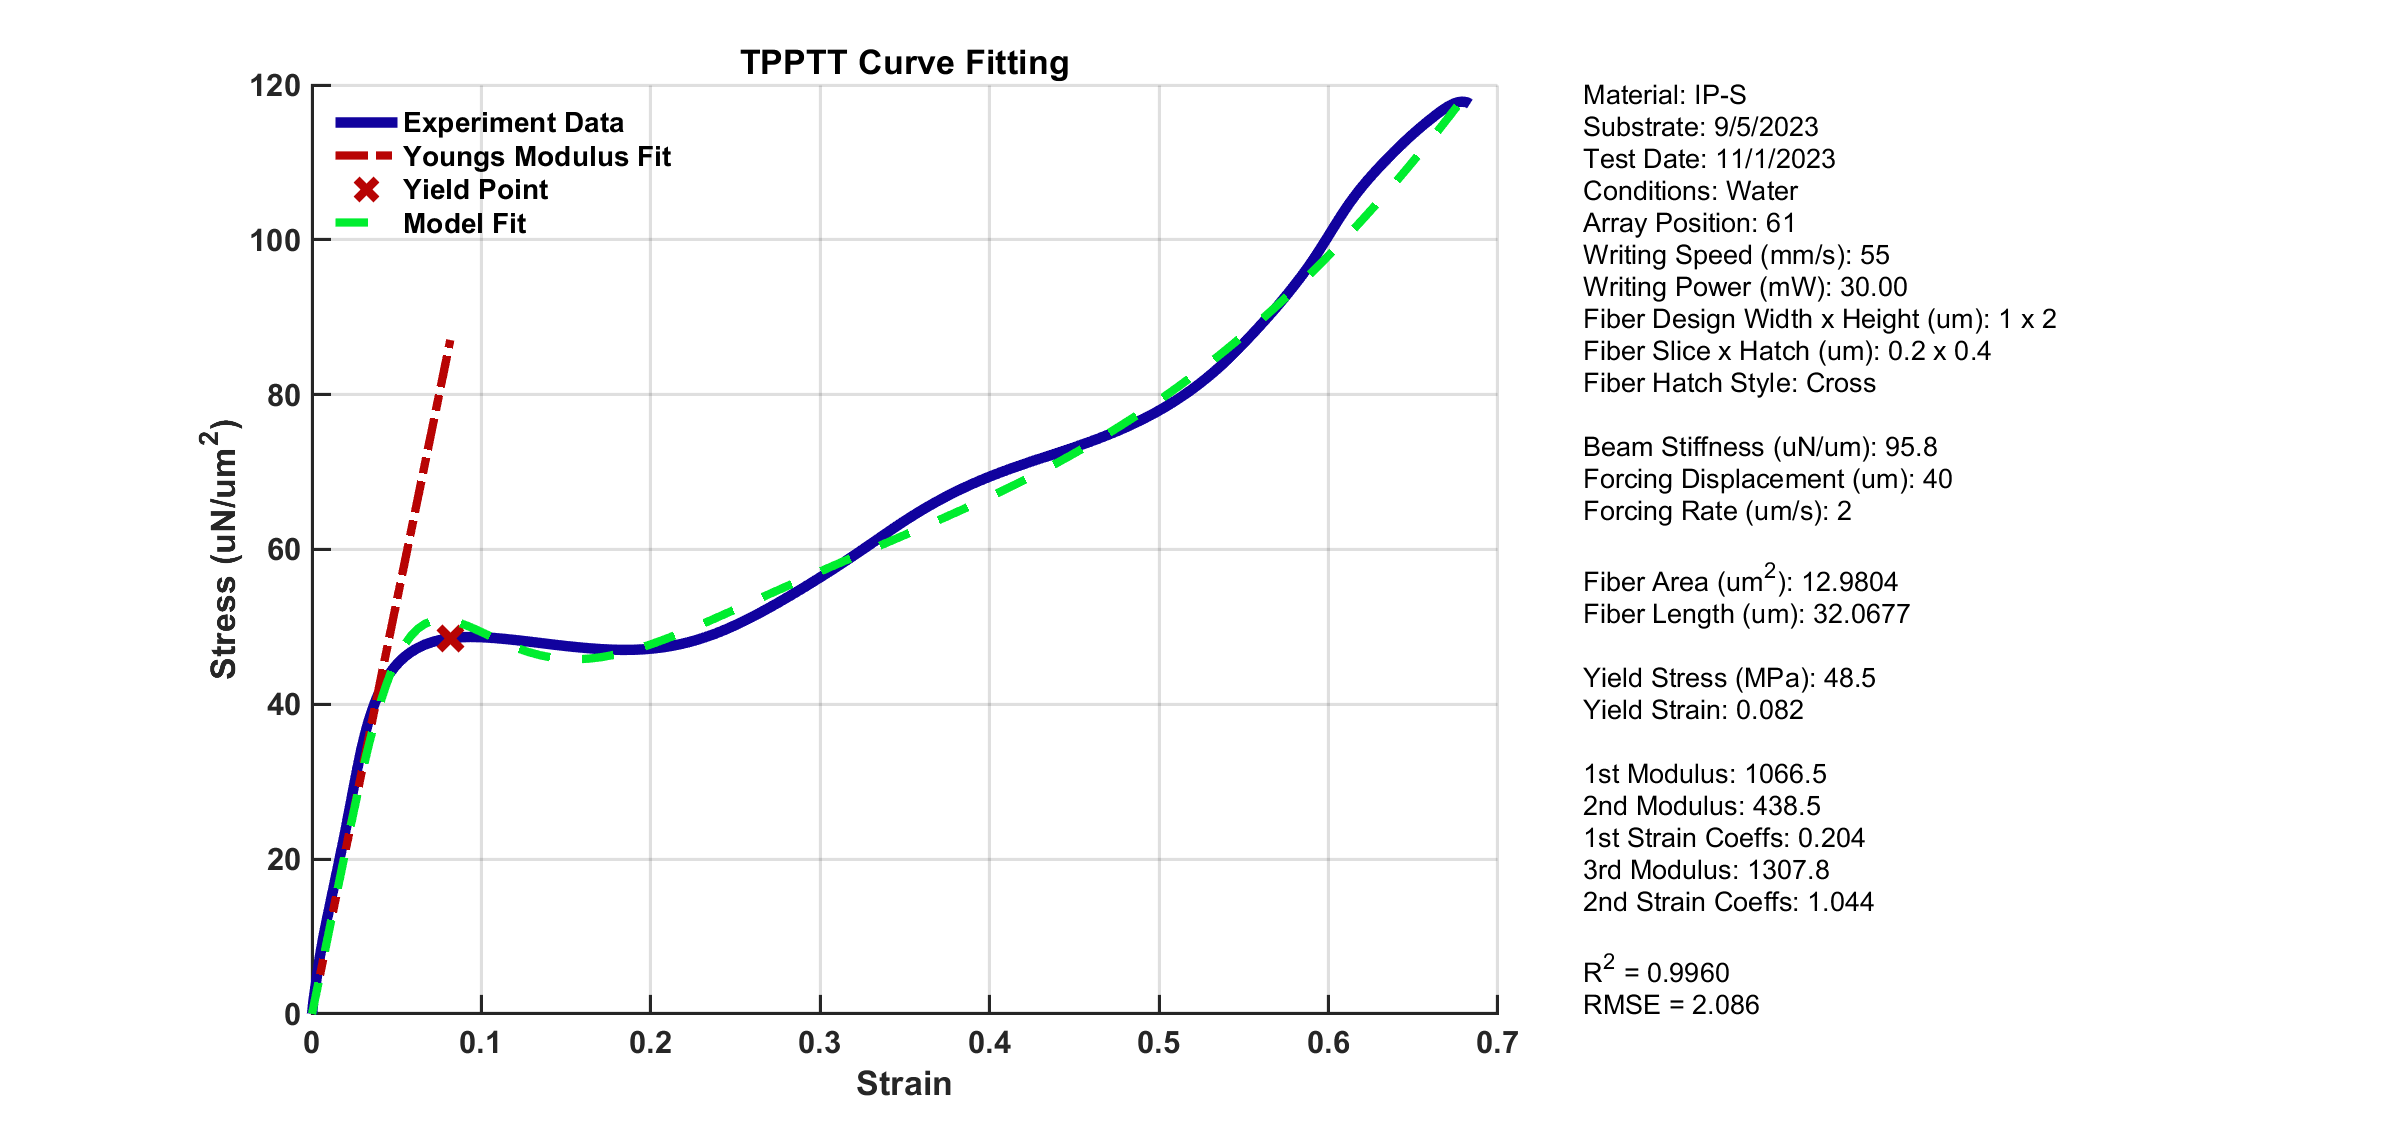 TPPTT Curve Fitting
120
100
80
60
40
20
0
Stress (uN/um²)
Experiment Data
Youngs Modulus Fit
Yield Point
Model Fit
0 0.1 0.2 0.3 0.4 0.5 0.6 0.7
Strain
Material: IP-S
Substrate: 9/5/2023
Test Date: 11/1/2023
Conditions: Water
Array Position: 61
Writing Speed (mm/s): 55
Writing Power (mW): 30.00
Fiber Design Width x Height (um): 1 x 2
Fiber Slice x Hatch (um): 0.2 x 0.4
Fiber Hatch Style: Cross
Beam Stiffness (uN/um): 95.8
Forcing Displacement (um): 40
Forcing Rate (um/s): 2
Fiber Area (um²): 12.9804
Fiber Length (um): 32.0677
Yield Stress (MPa): 48.5
Yield Strain: 0.082
1st Modulus: 1066.5
2nd Modulus: 438.5
1st Strain Coeffs: 0.204
3rd Modulus: 1307.8
2nd Strain Coeffs: 1.044
R² = 0.9960
RMSE = 2.086